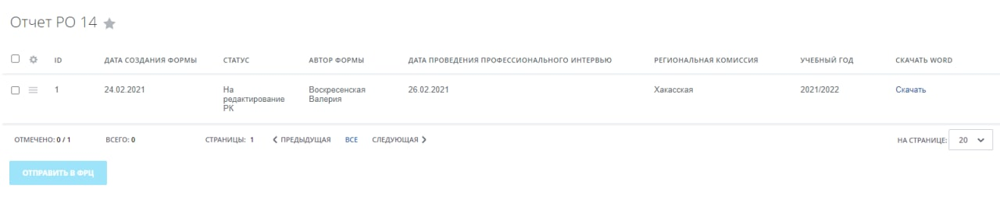 Отчет РО 14
ID ДАТА СОЗДАНИЯ ФОРМЫ СТАТУС АВТОР ФОРМЫ ДАТА ПРОВЕДЕНИЯ ПРОФЕССИОНАЛЬНОГО ИНТЕРВЬЮ РЕГИОНАЛЬНАЯ КОМИССИЯ УЧЕБНЫЙ ГОД СКАЧАТЬ WORD
1 24.02.2021 На Воскресенская 26.02.2021 Хакасская 2021/2022 Скачать
редактирование Валерия
РК
ОТМЕЧЕНО: 0 / 1 ВСЕГО: 0 СТРАНИЦЫ: 1 ПРЕДЫДУЩАЯ ВСЕ СЛЕДУЮЩАЯ НА СТРАНИЦЕ: 20
ОТПРАВИТЬ В ФРЦ